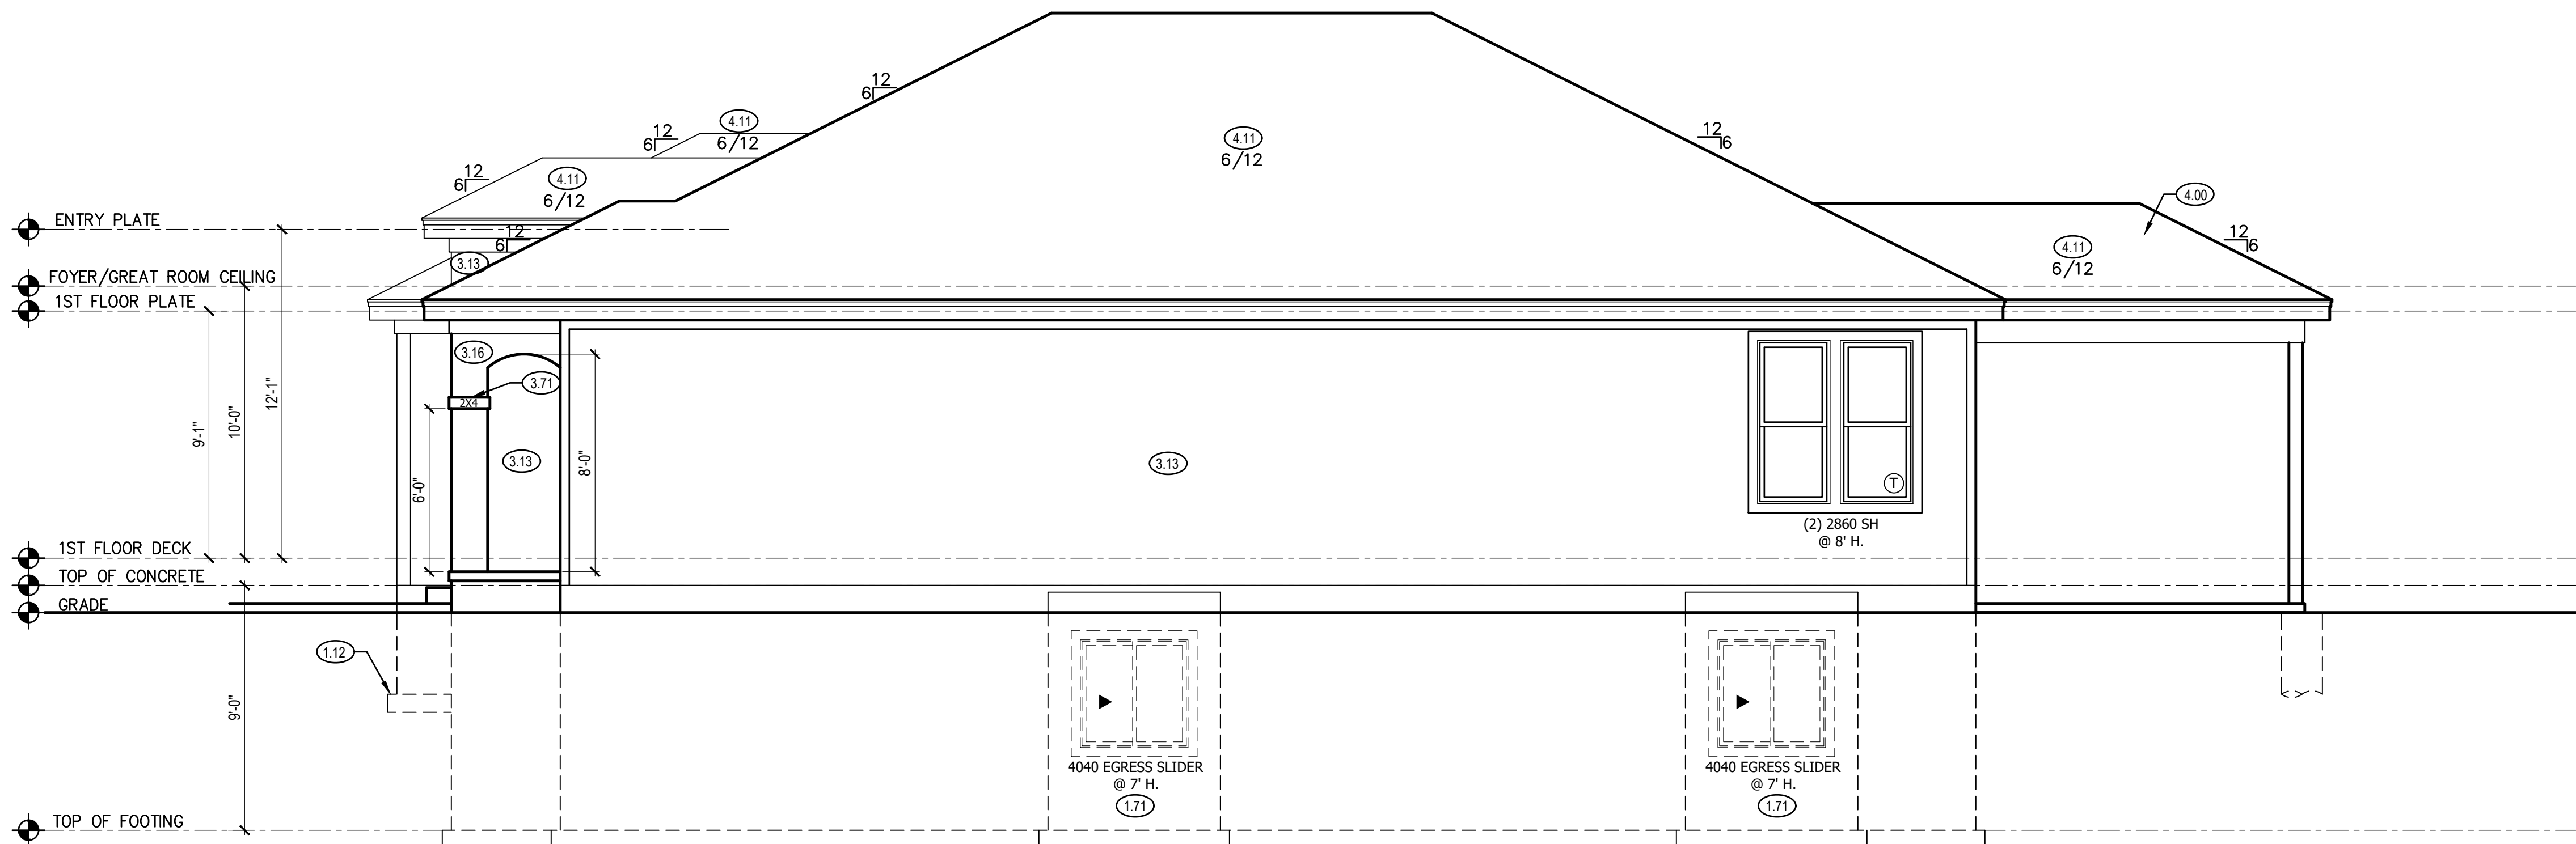 12
6
4.11
6/12
12
6
4.11
6/12
12
6
4.00
12
6
4.11
6/12
12
6
4.11
6/12
ENTRY PLATE
12
6
3.13
FOYER/GREAT ROOM CEILING
1ST FLOOR PLATE
3.16
3.71
2X4
12'-1"
10'-0"
9'-1"
6'-0"
8'-0"
3.13
3.13
T
(2) 2860 SH
@ 8' H.
1ST FLOOR DECK
TOP OF CONCRETE
GRADE
1.12
9'-0"
4040 EGRESS SLIDER
@ 7' H.
1.71
4040 EGRESS SLIDER
@ 7' H.
1.71
TOP OF FOOTING